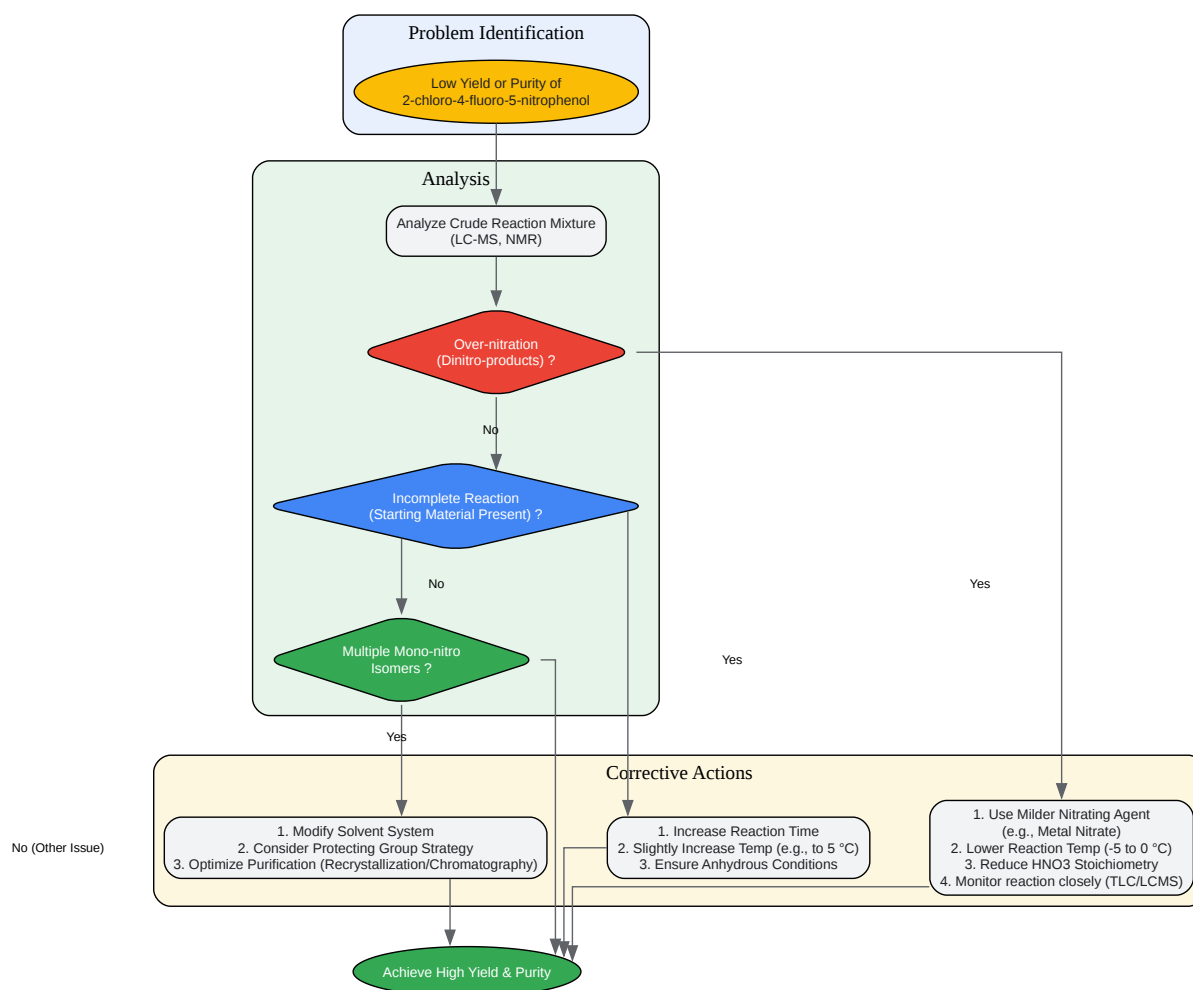 Problem Identification
Low Yield or Purity of
2-chloro-4-fluoro-5-nitrophenol
Analysis
Analyze Crude Reaction Mixture
(LC-MS, NMR)
Over-nitration
(Dinitro-products) ?
No
Incomplete Reaction
(Starting Material Present) ?
No
Yes
Multiple Mono-nitro
Isomers ?
Yes
Yes
Corrective Actions
No (Other Issue)
1. Modify Solvent System
2. Consider Protecting Group Strategy
3. Optimize Purification (Recrystallization/Chromatography)
1. Increase Reaction Time
2. Slightly Increase Temp (e.g., to 5 °C)
3. Ensure Anhydrous Conditions
1. Use Milder Nitrating Agent
(e.g., Metal Nitrate)
2. Lower Reaction Temp (-5 to 0 °C)
3. Reduce HNO3 Stoichiometry
4. Monitor reaction closely (TLC/LCMS)
Achieve High Yield & Purity